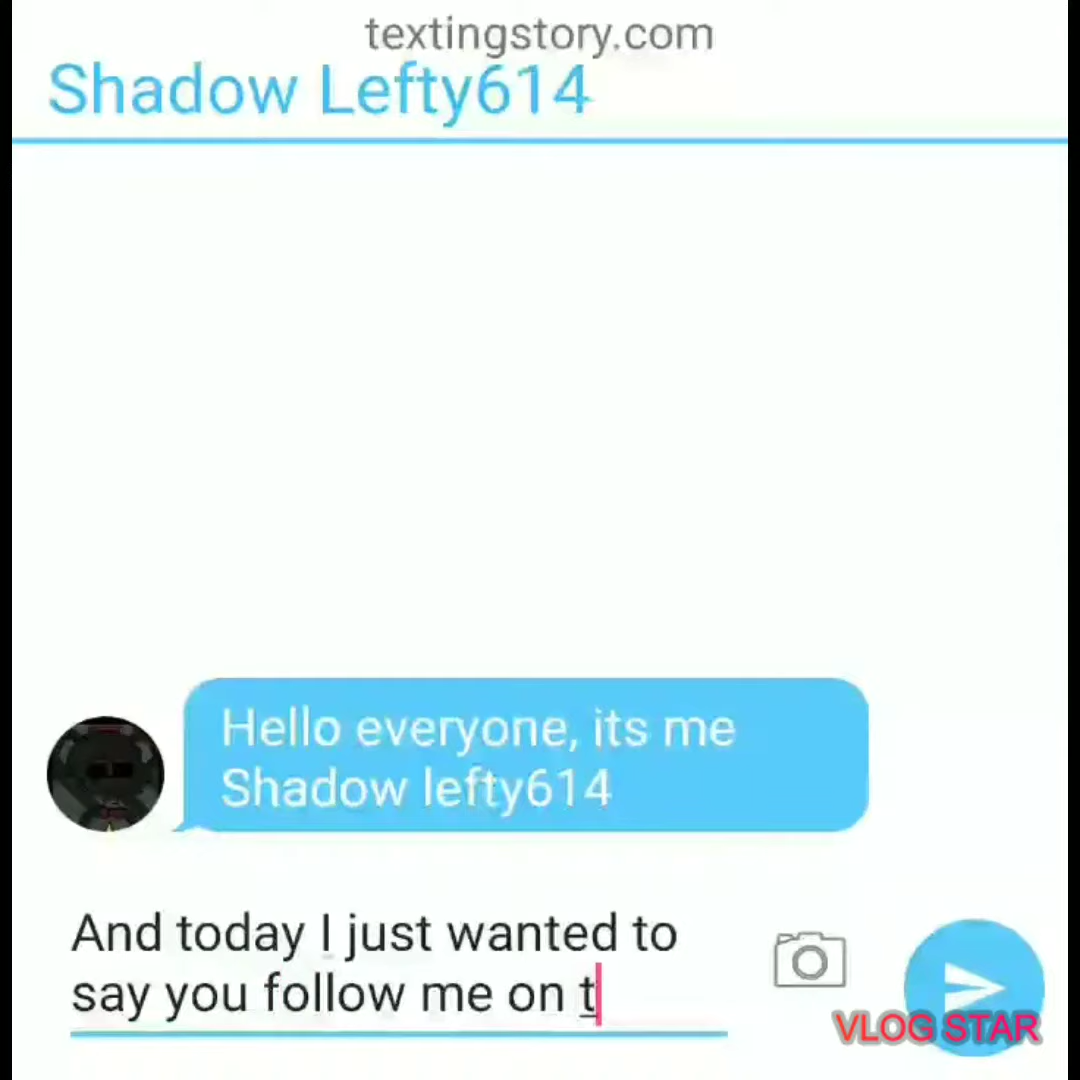 textingstory.com
Shadow Lefty614
Hello everyone, its me
Shadow lefty614
And today I just wanted to
say you follow me on t
VLOG STAR